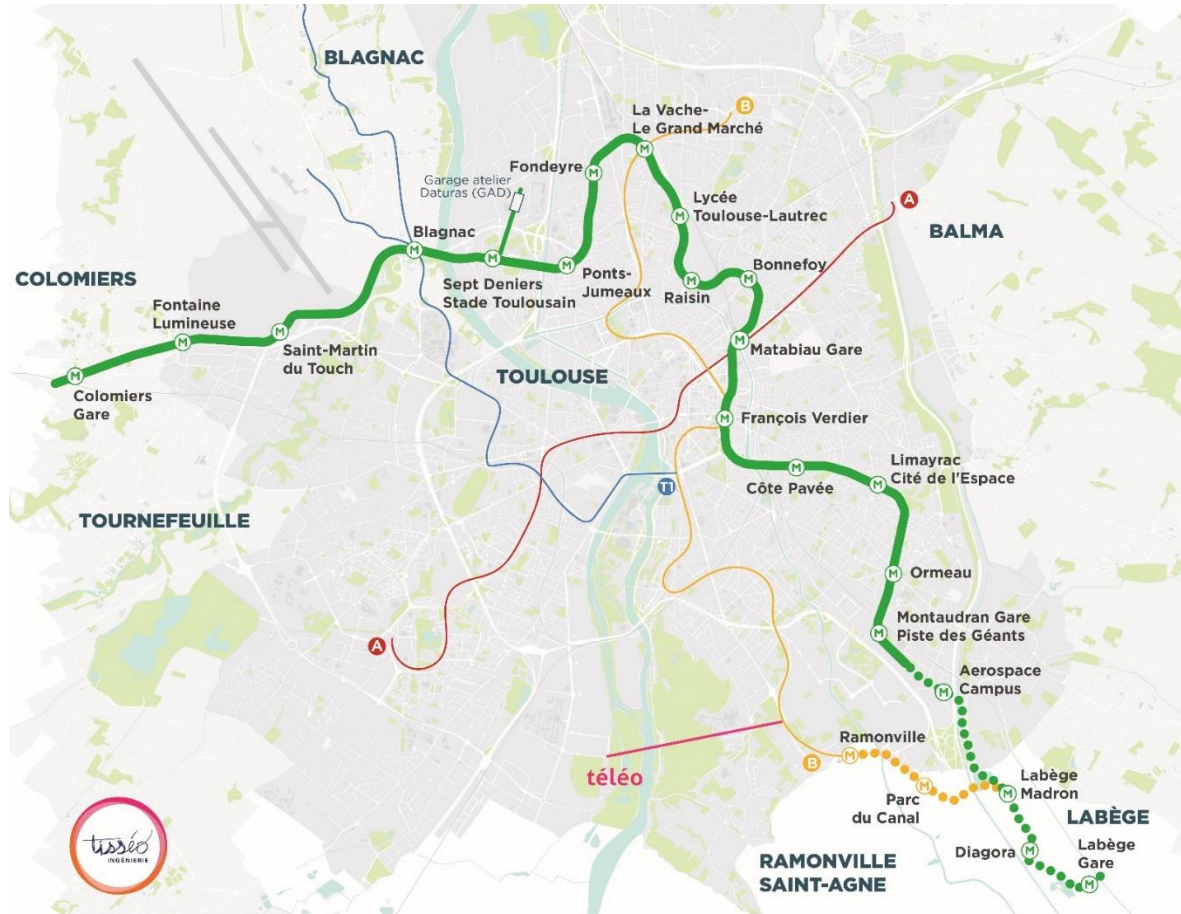 BLAGNAC
La Vache-
Le Grand Marché
B
Fondeyre
Garage atelier
Daturas (GAD)
M
M
Lycée
Toulouse-Lautrec
M
A
BALMA
Blagnac
M
Sept Deniers
Stade Toulousain
M
Ponts-
Jumeaux
M
Raisin
M
Bonnefoy
M
COLOMIERS
Fontaine
Lumineuse
M
Saint-Martin
du Touch
M
Matabiau Gare
M
Colomiers
Gare
M
TOULOUSE
François Verdier
M
Côte Pavée
M
Limayrac
Cité de l'Espace
M
T1
TOURNEFEUILLE
Ormeau
M
Montaudran Gare
Piste des Géants
M
A
Aerospace
Campus
M
Ramonville
M
B
téléo
Parc
du Canal
M
Labège
Madron
M
LABÈGE
Diagora
M
Labège
Gare
M
RAMONVILLE
SAINT-AGNE
tisséo
INGÉNIERIE